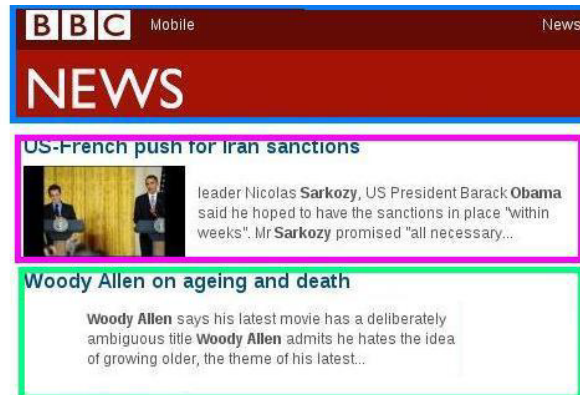 BBC Mobile News
NEWS
US-French push for Iran sanctions
leader Nicolas Sarkozy, US President Barack Obama
said he hoped to have the sanctions in place "within
weeks". Mr Sarkozy promised "all necessary...
Woody Allen on ageing and death
Woody Allen says his latest movie has a deliberately
ambiguous title Woody Allen admits he hates the idea
of growing older, the theme of his latest...